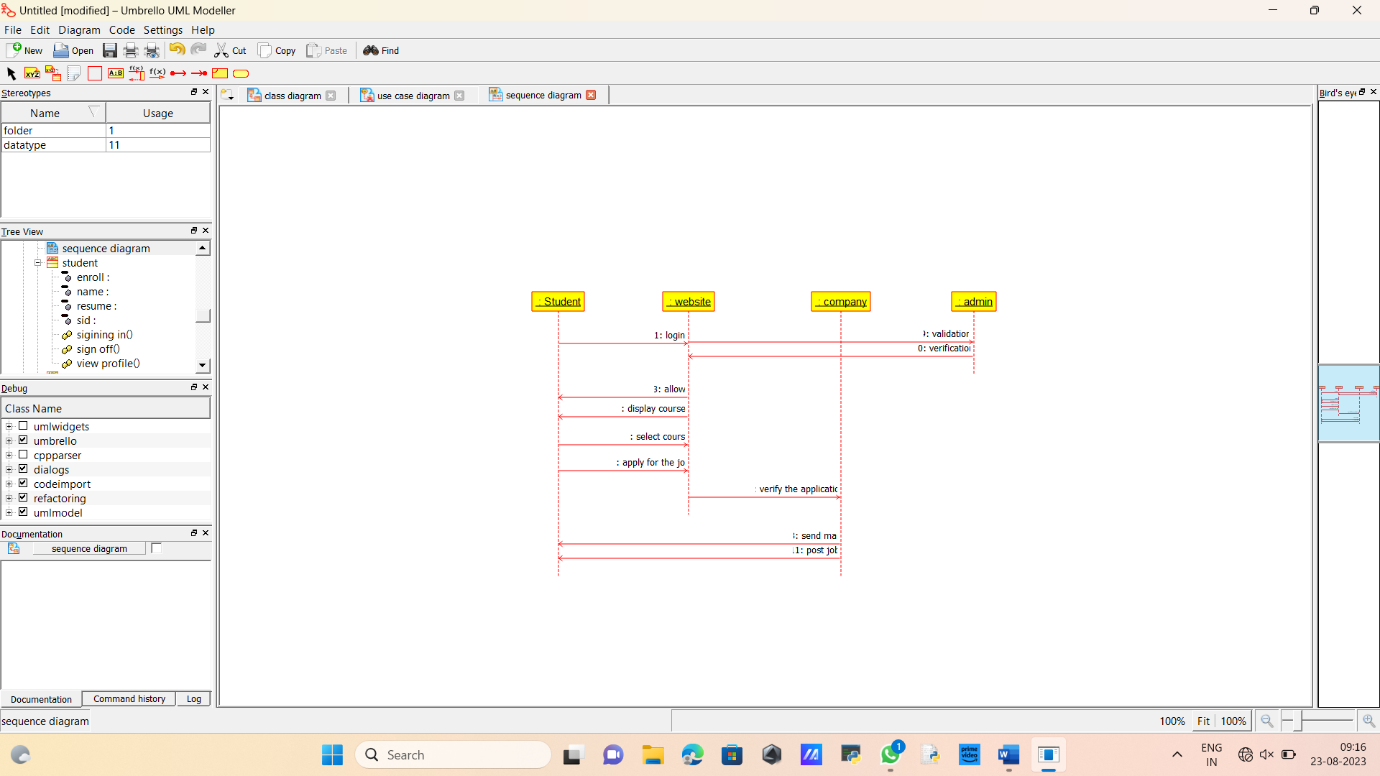 Untitled [modified] – Umbrello UML Modeller
File Edit Diagram Code Settings Help
New Open Cut Copy Paste Find
XYZ A:B f(x) f(x)
Stereotypes
class diagram use case diagram sequence diagram
Bird's eye
Name Usage
folder 1
datatype 11
Tree View
sequence diagram
student
enroll :
name :
resume :
sid :
sigining in()
sign off()
view profile()
: Student : website : company : admin
1: login
: validation
0: verification
3: allow
: display course
: select cours
: apply for the jo
verify the applicatio
: send ma
1: post job
Debug
Class Name
umlwidgets
umbrello
cppparser
dialogs
codeimport
refactoring
umlmodel
Documentation
sequence diagram
Documentation Command history Log
sequence diagram
100% Fit 100%
Search
prime video
1
ENG
IN
09:16
23-08-2023